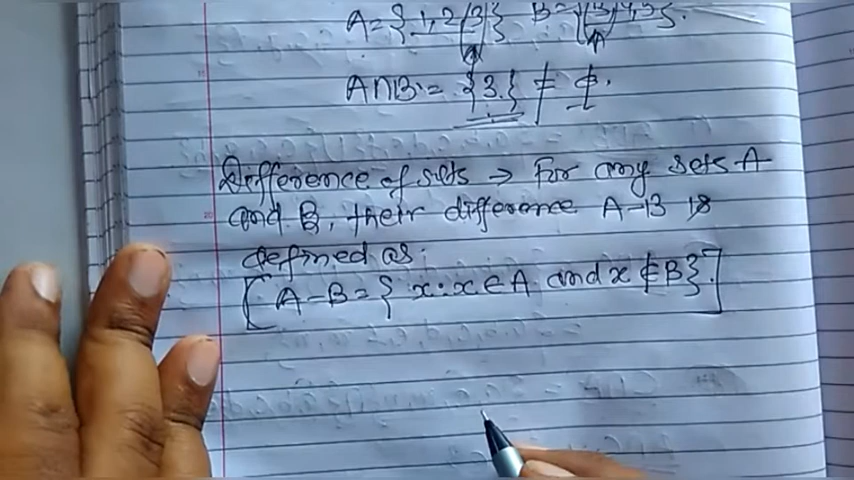 A = {1, 2, 3} B = {3, 4, 5}.
A∩B = {3.} ≠ ϕ.
Difference of sets → For any sets A
and B, their difference A-B is
defined as:
[A-B = { x:x∈A and x∉B}.]